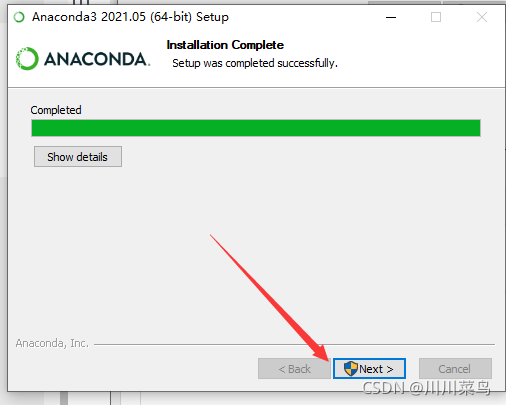 Anaconda3 2021.05 (64-bit) Setup
ANACONDA.
Installation Complete
Setup was completed successfully.
Completed
Show details
Anaconda, Inc.
< Back
Next >
Cancel
CSDN @川川菜鸟